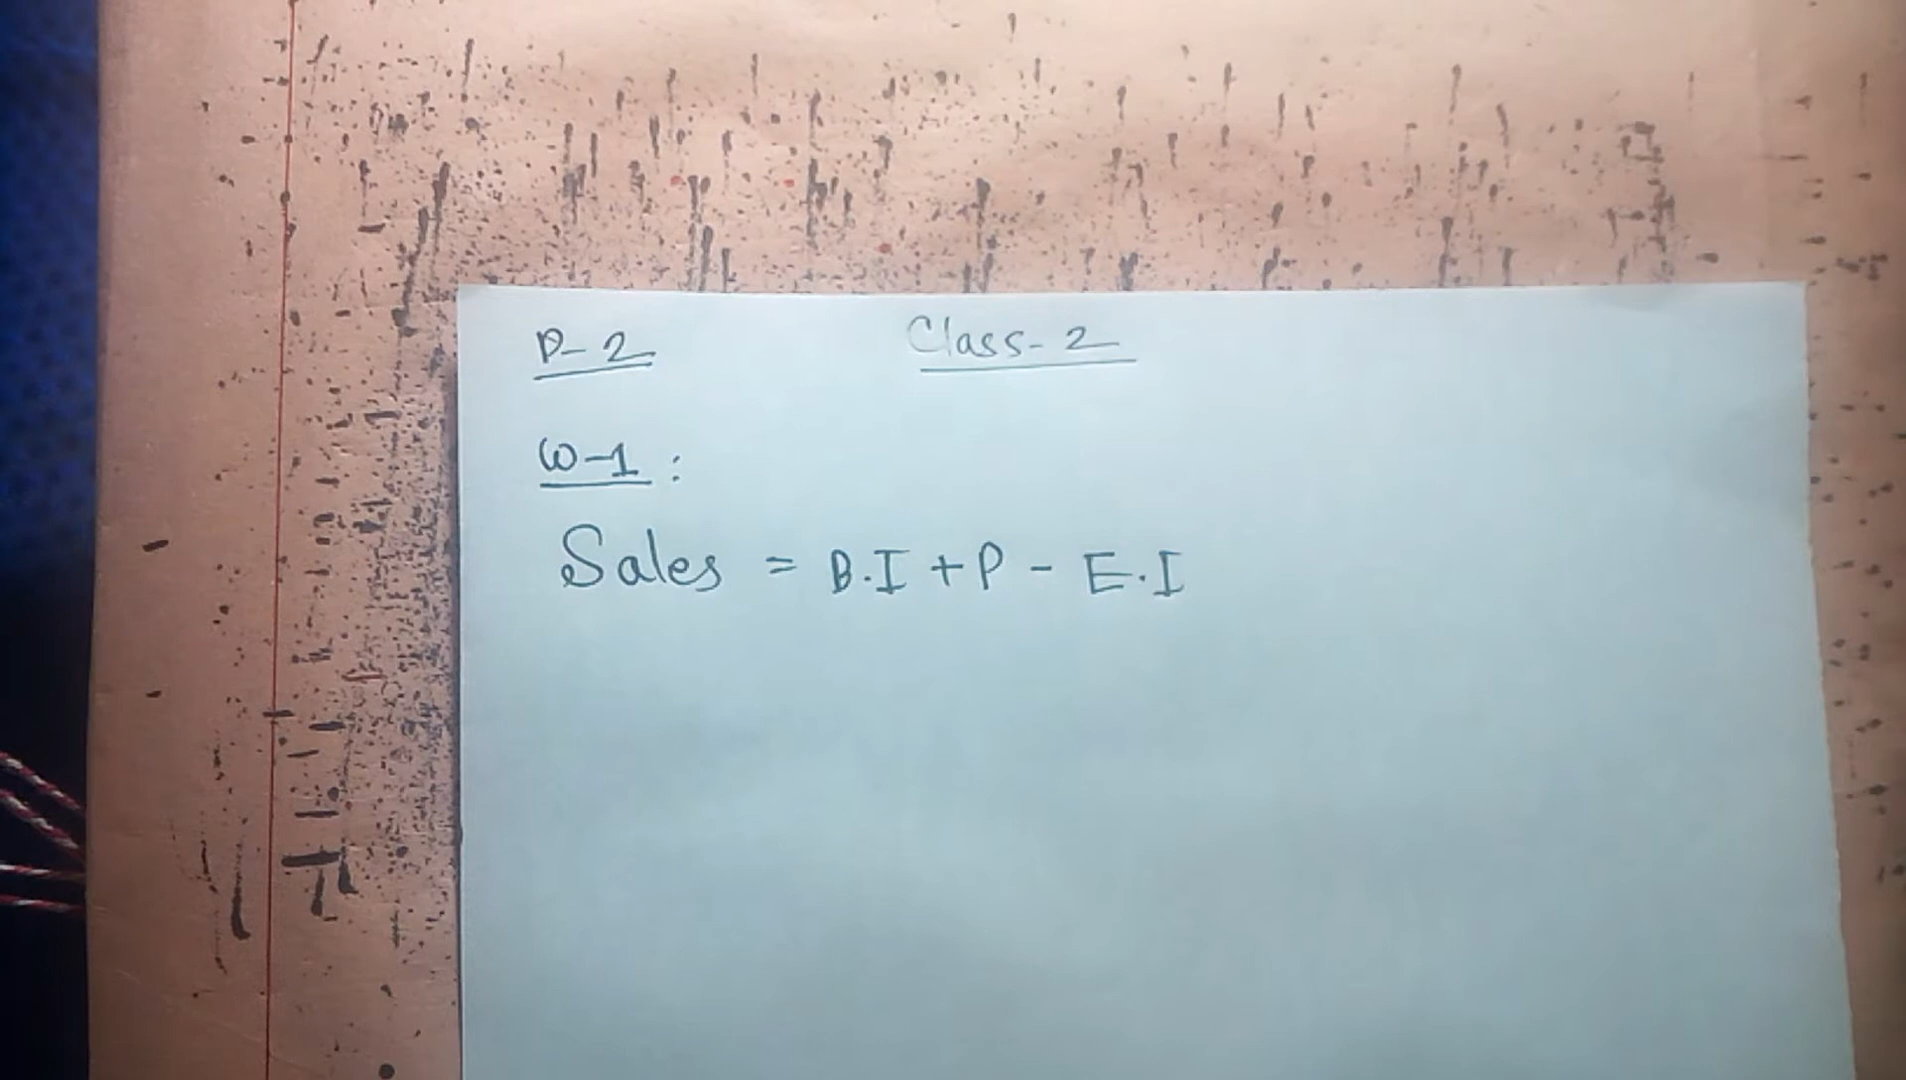 P-2 Class-2
W-1:
Sales = B.I + P - E.I